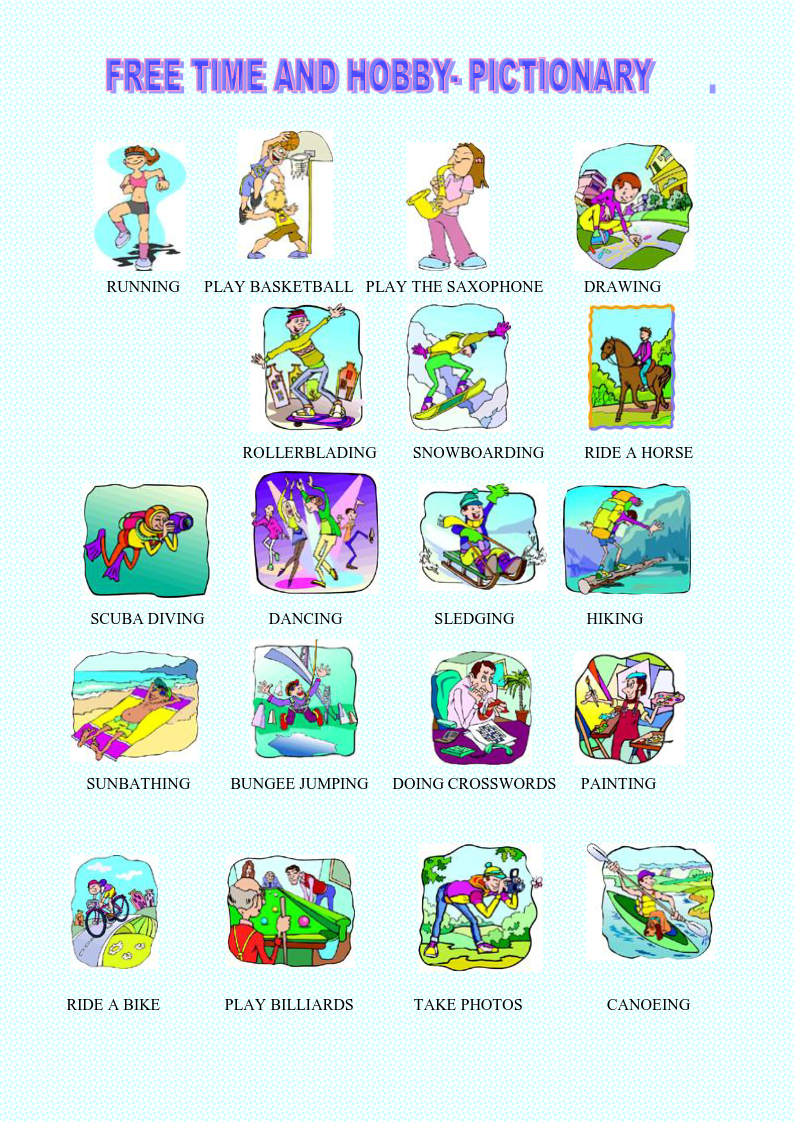 FREE TIME AND HOBBY- PICTIONARY .
RUNNING PLAY BASKETBALL PLAY THE SAXOPHONE DRAWING
ROLLERBLADING SNOWBOARDING RIDE A HORSE
SCUBA DIVING DANCING SLEDGING HIKING
SUNBATHING BUNGEE JUMPING DOING CROSSWORDS PAINTING
RIDE A BIKE PLAY BILLIARDS TAKE PHOTOS CANOEING